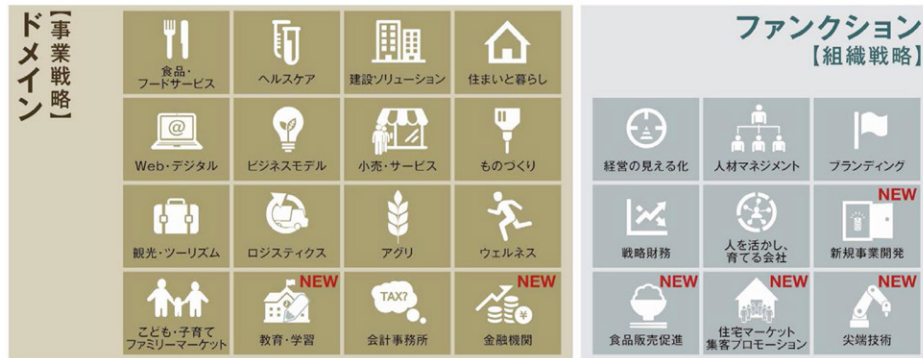 ドメイン
【事業戦略】
食品・
フードサービス
ヘルスケア
建設ソリューション
住まいと暮らし
@
Web・デジタル
ビジネスモデル
小売・サービス
ものづくり
観光・ツーリズム
ロジスティクス
アグリ
ウェルネス
こども・子育て
ファミリーマーケット
NEW
教育・学習
TAX?
会計事務所
NEW
¥
金融機関
ファンクション
【組織戦略】
経営の見える化
人材マネジメント
ブランディング
戦略財務
人を活かし、
育てる会社
NEW
新規事業開発
NEW
食品販売促進
NEW
住宅マーケット
集客プロモーション
NEW
尖端技術